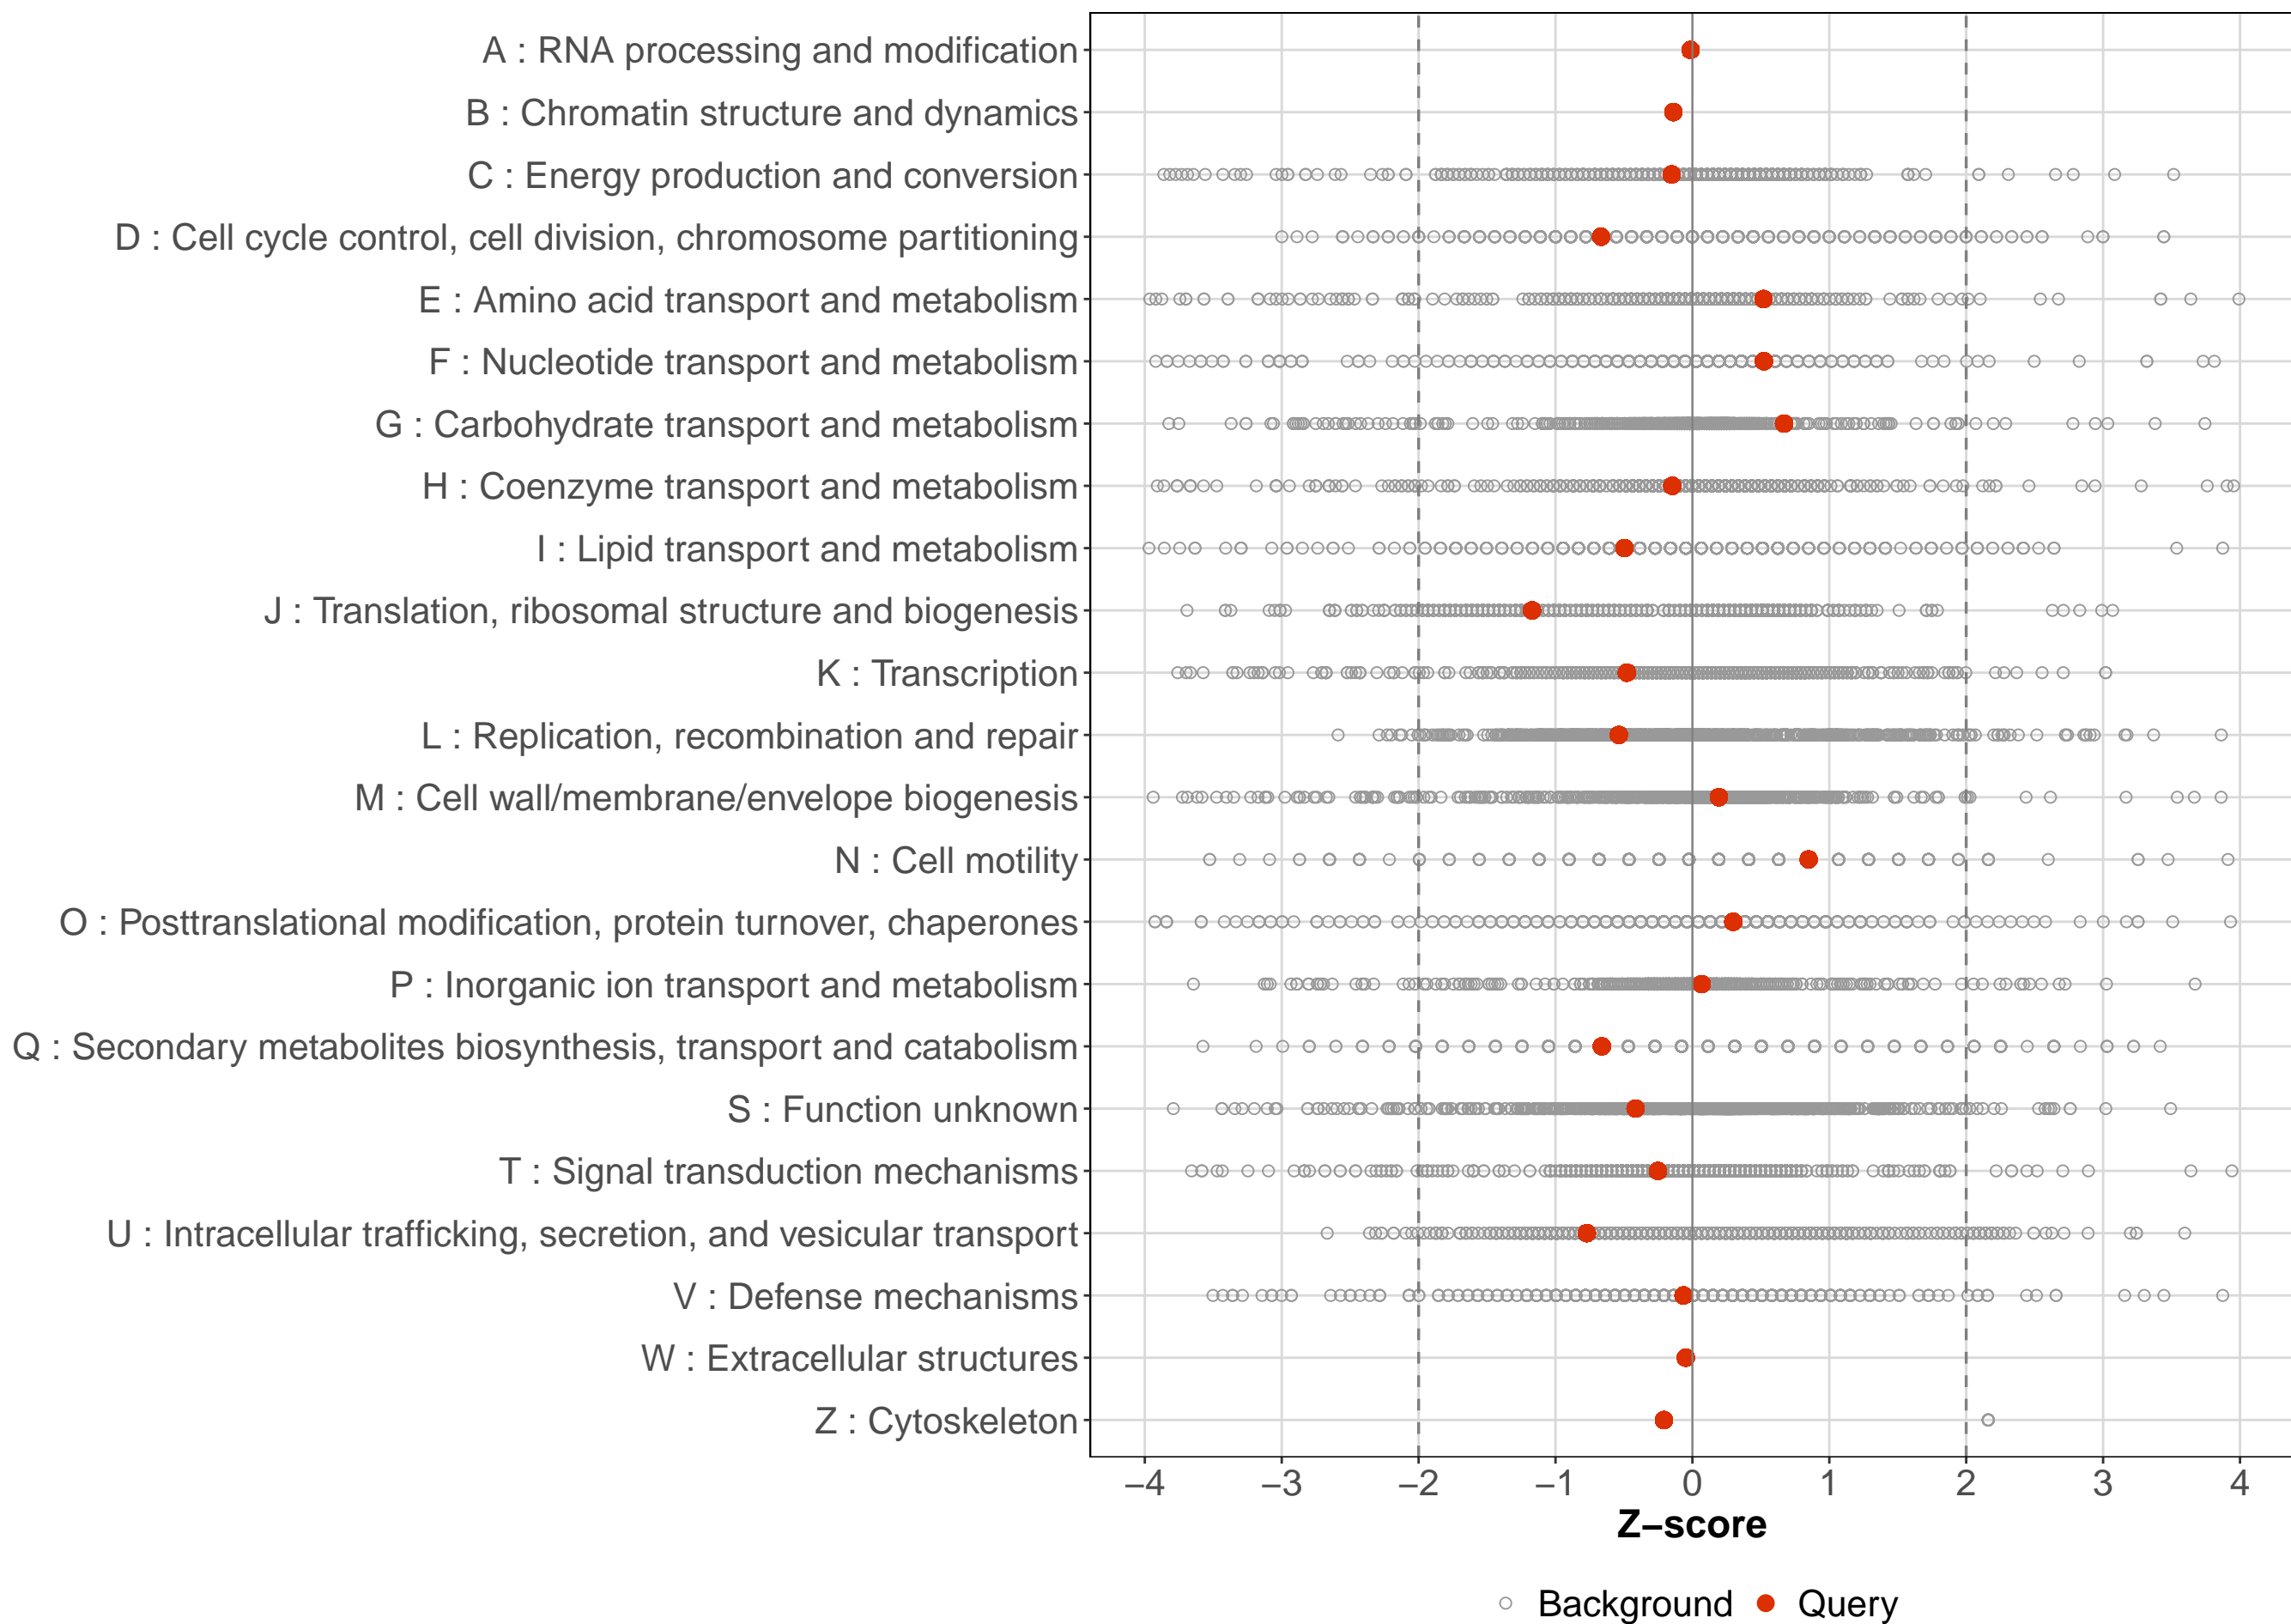 A : RNA processing and modification
B : Chromatin structure and dynamics
C : Energy production and conversion
D : Cell cycle control, cell division, chromosome partitioning
E : Amino acid transport and metabolism
F : Nucleotide transport and metabolism
G : Carbohydrate transport and metabolism
H : Coenzyme transport and metabolism
I : Lipid transport and metabolism
J : Translation, ribosomal structure and biogenesis
K : Transcription
L : Replication, recombination and repair
M : Cell wall/membrane/envelope biogenesis
N : Cell motility
O : Posttranslational modification, protein turnover, chaperones
P : Inorganic ion transport and metabolism
Q : Secondary metabolites biosynthesis, transport and catabolism
S : Function unknown
T : Signal transduction mechanisms
U : Intracellular trafficking, secretion, and vesicular transport
V : Defense mechanisms
W : Extracellular structures
Z : Cytoskeleton
−4 −3 −2 −1 0 1 2 3 4
Z−score
Background Query